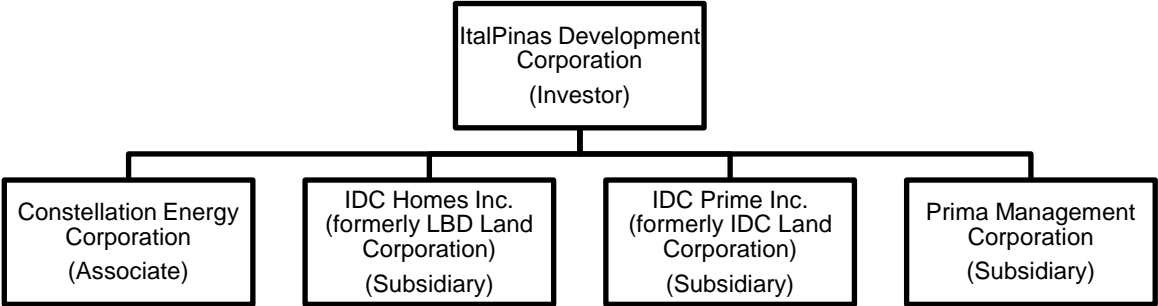 ItalPinas Development
Corporation
(Investor)
Constellation Energy
Corporation
(Associate)
IDC Homes Inc.
(formerly LBD Land
Corporation)
(Subsidiary)
IDC Prime Inc.
(formerly IDC Land
Corporation)
(Subsidiary)
Prima Management
Corporation
(Subsidiary)